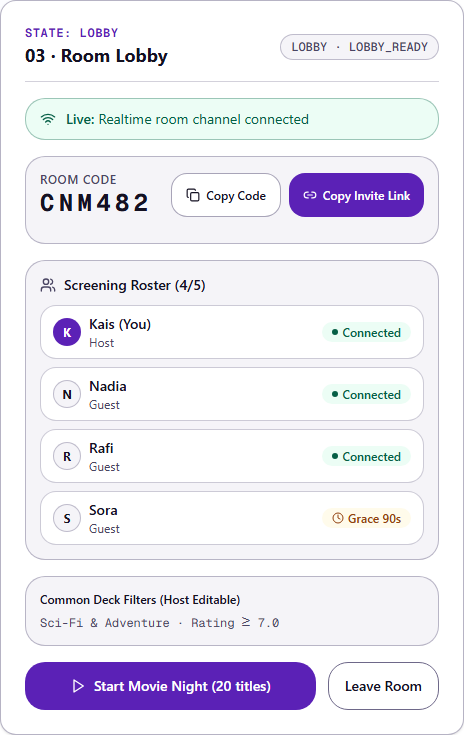 STATE: LOBBY
03 · Room Lobby
LOBBY · LOBBY_READY
Live: Realtime room channel connected
ROOM CODE
CNM482
Copy Code
Copy Invite Link
Screening Roster (4/5)
K
Kais (You)
Host
Connected
N
Nadia
Guest
Connected
R
Rafi
Guest
Connected
S
Sora
Guest
Grace 90s
Common Deck Filters (Host Editable)
Sci-Fi & Adventure · Rating ≥ 7.0
Start Movie Night (20 titles)
Leave Room